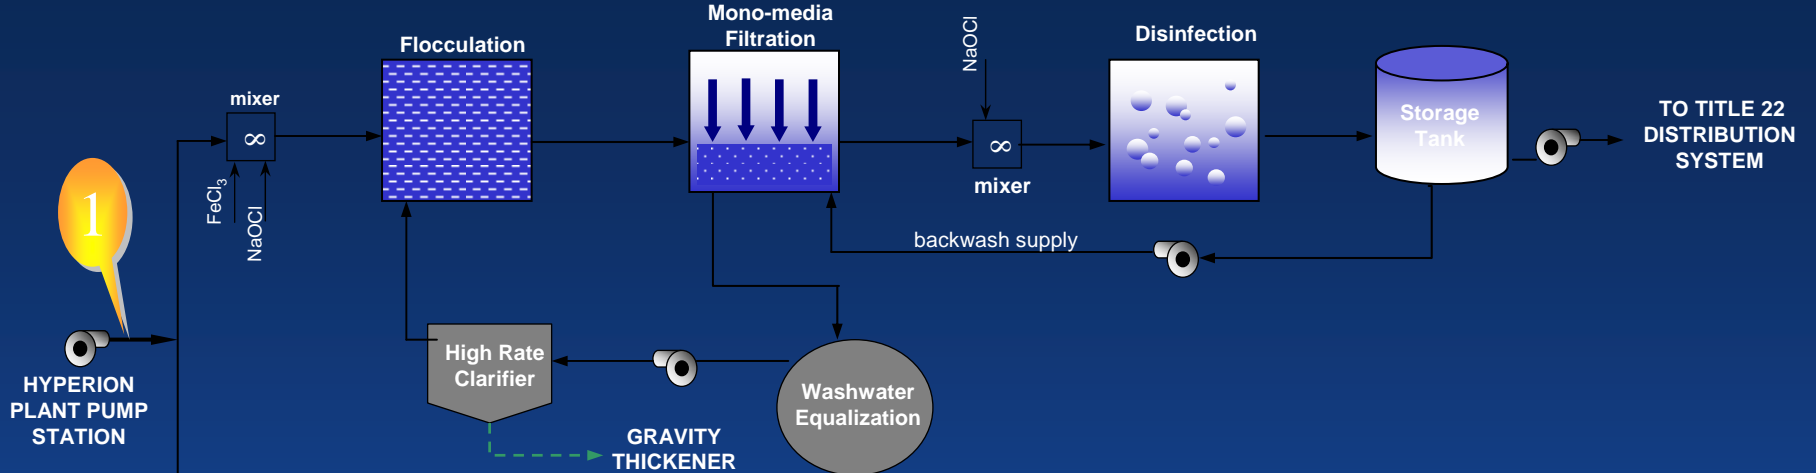 Mono-media
Filtration
Flocculation
Disinfection
NaOCl
mixer
∞
Storage
Tank
TO TITLE 22
DISTRIBUTION
SYSTEM
∞
mixer
FeCl₃
NaOCl
1
backwash supply
HYPERION
PLANT PUMP
STATION
High Rate
Clarifier
Washwater
Equalization
GRAVITY
THICKENER